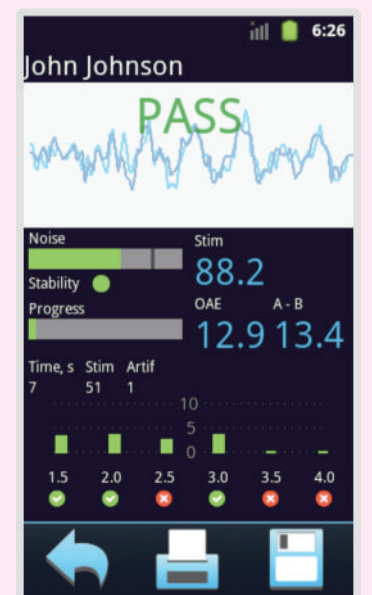 6:26
John Johnson
PASS
Noise
Stim
88.2
Stability
Progress
OAE A - B
12.9 13.4
Time, s Stim Artif
7 51 1
10
5
0
1.5 2.0 2.5 3.0 3.5 4.0